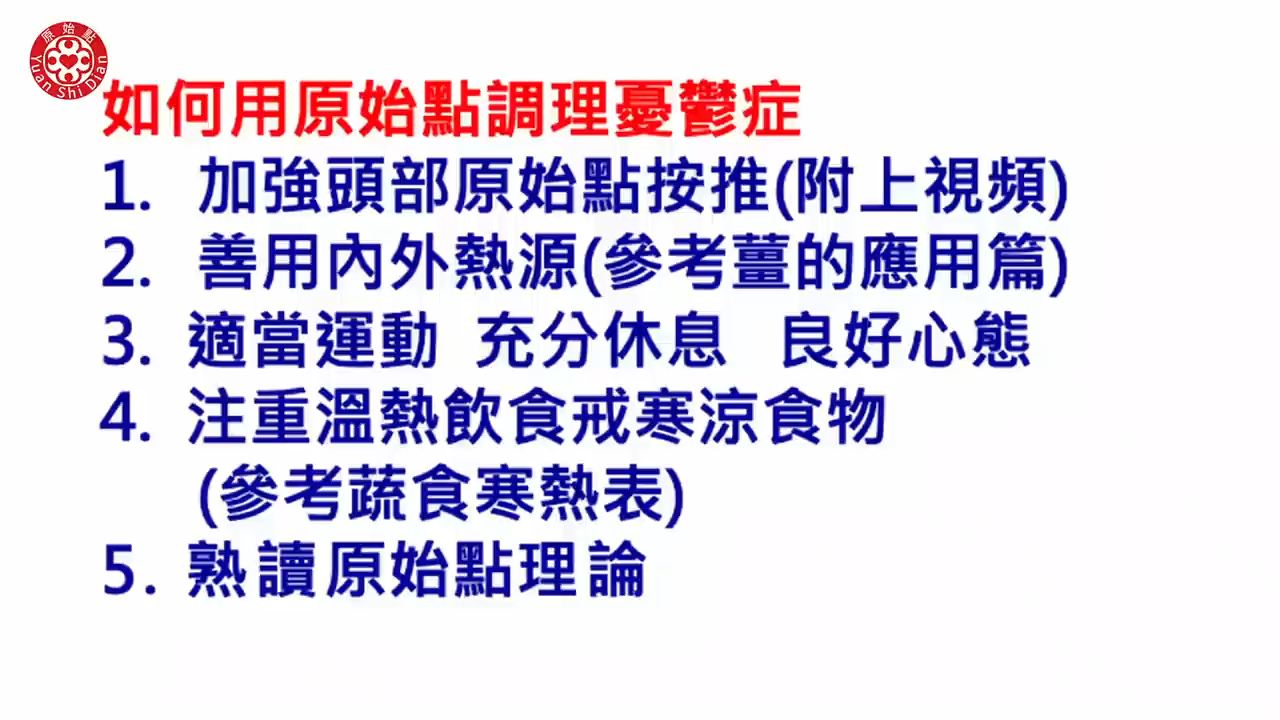 原始點
Yuan Shi Dian
如何用原始點調理憂鬱症
1. 加強頭部原始點按推(附上視頻)
2. 善用內外熱源(參考薑的應用篇)
3. 適當運動 充分休息 良好心態
4. 注重溫熱飲食戒寒涼食物
(參考蔬食寒熱表)
5. 熟讀原始點理論